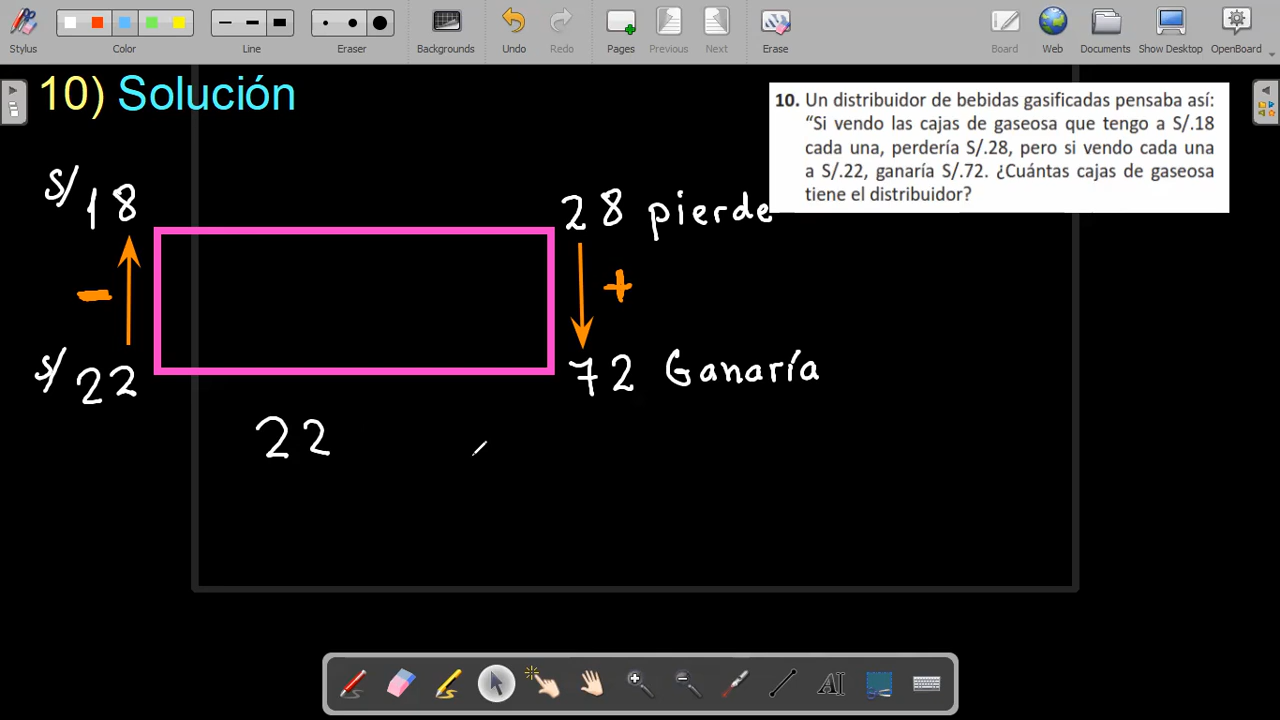 Stylus
Color
Line
Eraser
Backgrounds
Undo
Redo
Pages
Previous
Next
Erase
Board
Web
Documents
Show Desktop
OpenBoard
10) Solución
10. Un distribuidor de bebidas gasificadas pensaba así:
“Si vendo las cajas de gaseosa que tengo a S/.18
cada una, perdería S/.28, pero si vendo cada una
a S/.22, ganaría S/.72. ¿Cuántas cajas de gaseosa
tiene el distribuidor?
S/ 18
28 pierde
-
+
S/ 22
72 Ganaría
22
AI